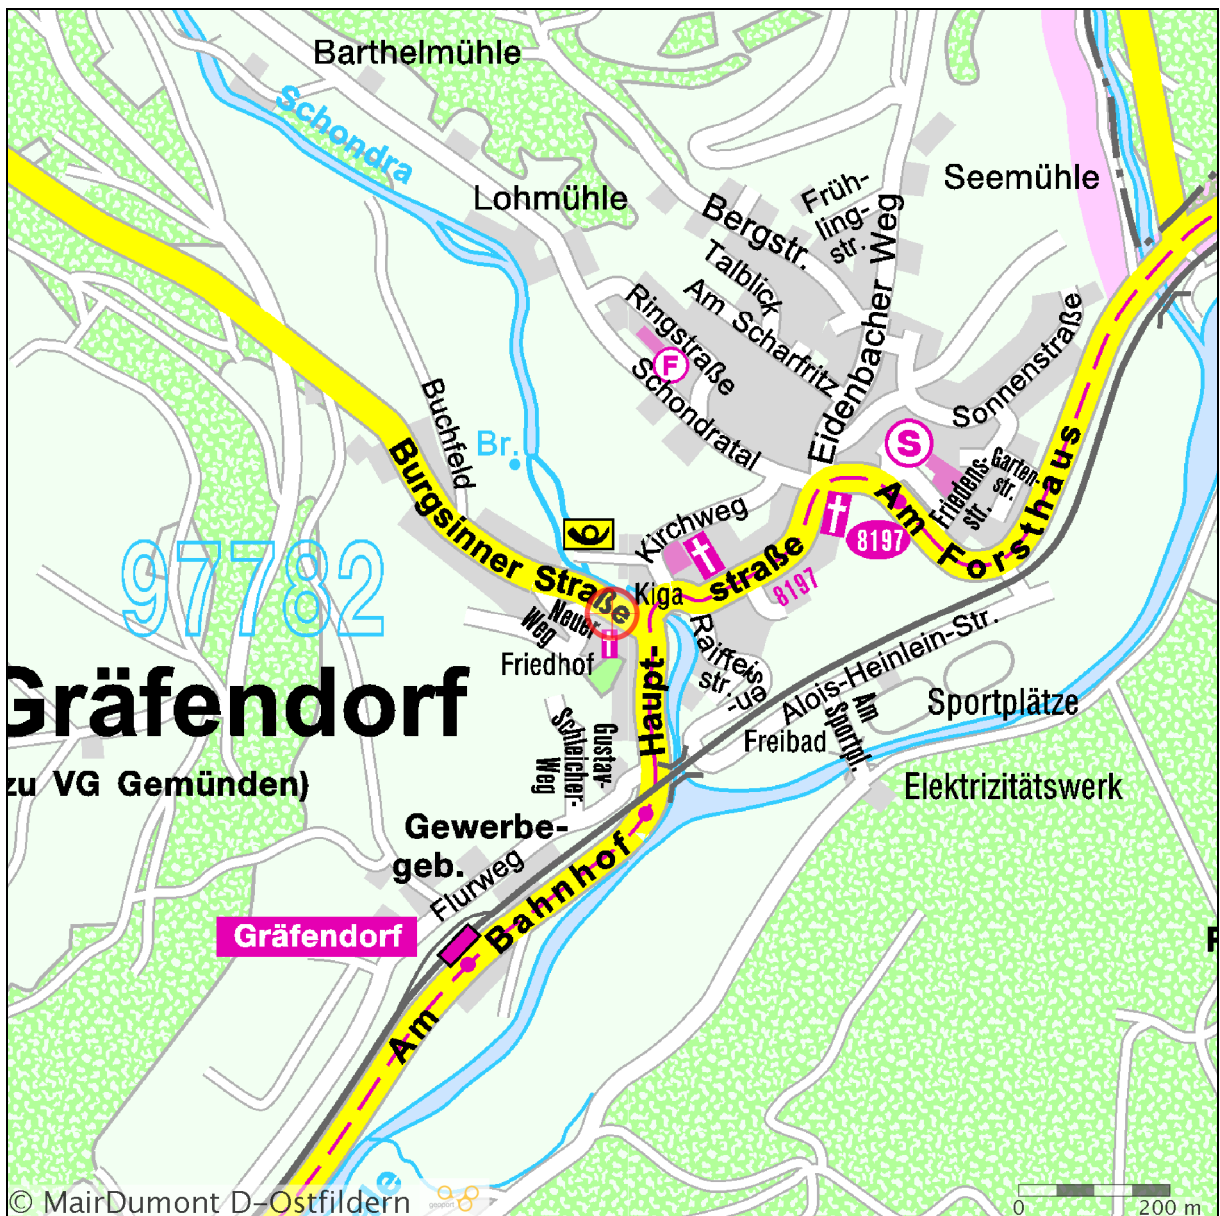 Barthelmühle
Schondra
Lohmühle
Seemühle
Früh-
ling-
str.
Bergstr.
Talblick
Am Scharfritz
Eidenbacher Weg
Ringstraße
F
Schondratal
Sonnenstraße
Buchfeld
Br.
S
Garten-
str.
Friedens-
str.
Burgsinner Straße
Kirchweg
Am Forsthaus
8197
97782
Kiga
Haupt-
straße
8197
Neuer
Weg
Friedhof
Raiffeis
en-
str.
Alois-Heinlein-Str.
Gräfendorf
(zu VG Gemünden)
Sportplätze
Am
Sportpl.
Freibad
Gustav-
Schleicher-
Weg
Elektrizitätswerk
Gewerbe-
geb.
Flurweg
Gräfendorf
Am Bahnhof
© MairDumont D-Ostfildern
geoport
0 200 m